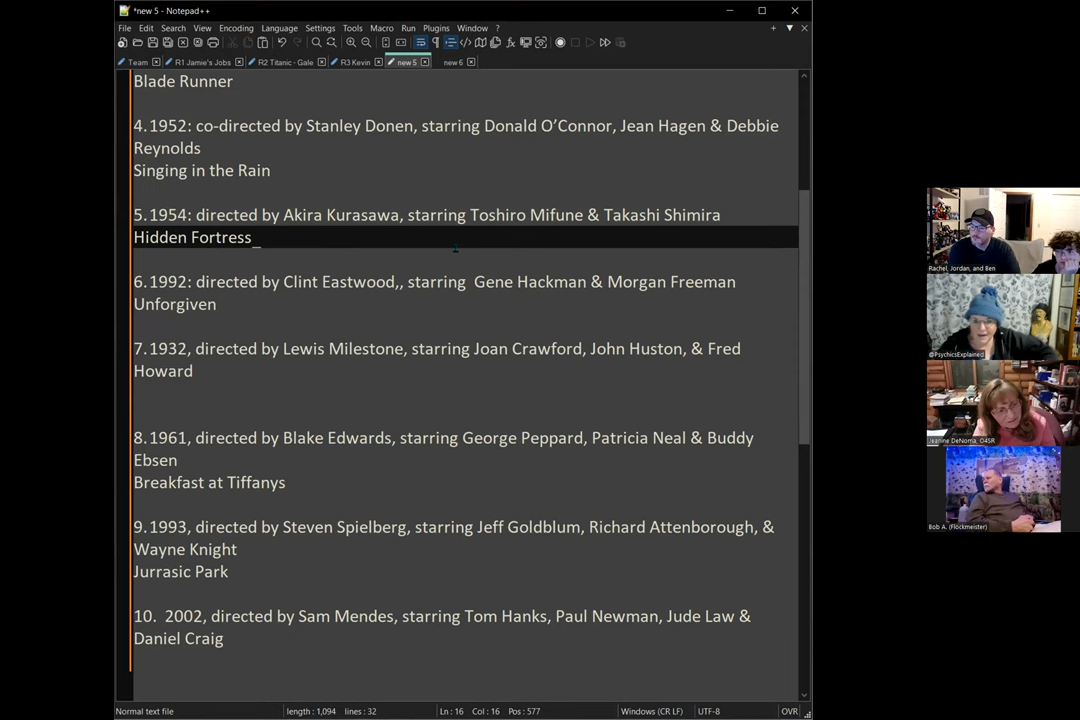 *new 5 - Notepad++
File Edit Search View Encoding Language Settings Tools Macro Run Plugins Window ?
Team R1 Jamie's Jobs R2 Titanic - Gale R3 Kevin new 5 new 6
Blade Runner
4.1952: co-directed by Stanley Donen, starring Donald O’Connor, Jean Hagen & Debbie
Reynolds
Singing in the Rain
5.1954: directed by Akira Kurasawa, starring Toshiro Mifune & Takashi Shimira
Hidden Fortress_
6.1992: directed by Clint Eastwood,, starring  Gene Hackman & Morgan Freeman
Unforgiven
7.1932, directed by Lewis Milestone, starring Joan Crawford, John Huston, & Fred
Howard
8.1961, directed by Blake Edwards, starring George Peppard, Patricia Neal & Buddy
Ebsen
Breakfast at Tiffanys
9.1993, directed by Steven Spielberg, starring Jeff Goldblum, Richard Attenborough, &
Wayne Knight
Jurrasic Park
10.  2002, directed by Sam Mendes, starring Tom Hanks, Paul Newman, Jude Law &
Daniel Craig
Normal text file length : 1,094 lines : 32 Ln : 16 Col : 16 Pos : 577 Windows (CR LF) UTF-8 OVR
Rachel, Jordan, and Ben
@PsychicsExplained
Jeanine DeNoma, O4SR
Bob A. (Flockmeister)